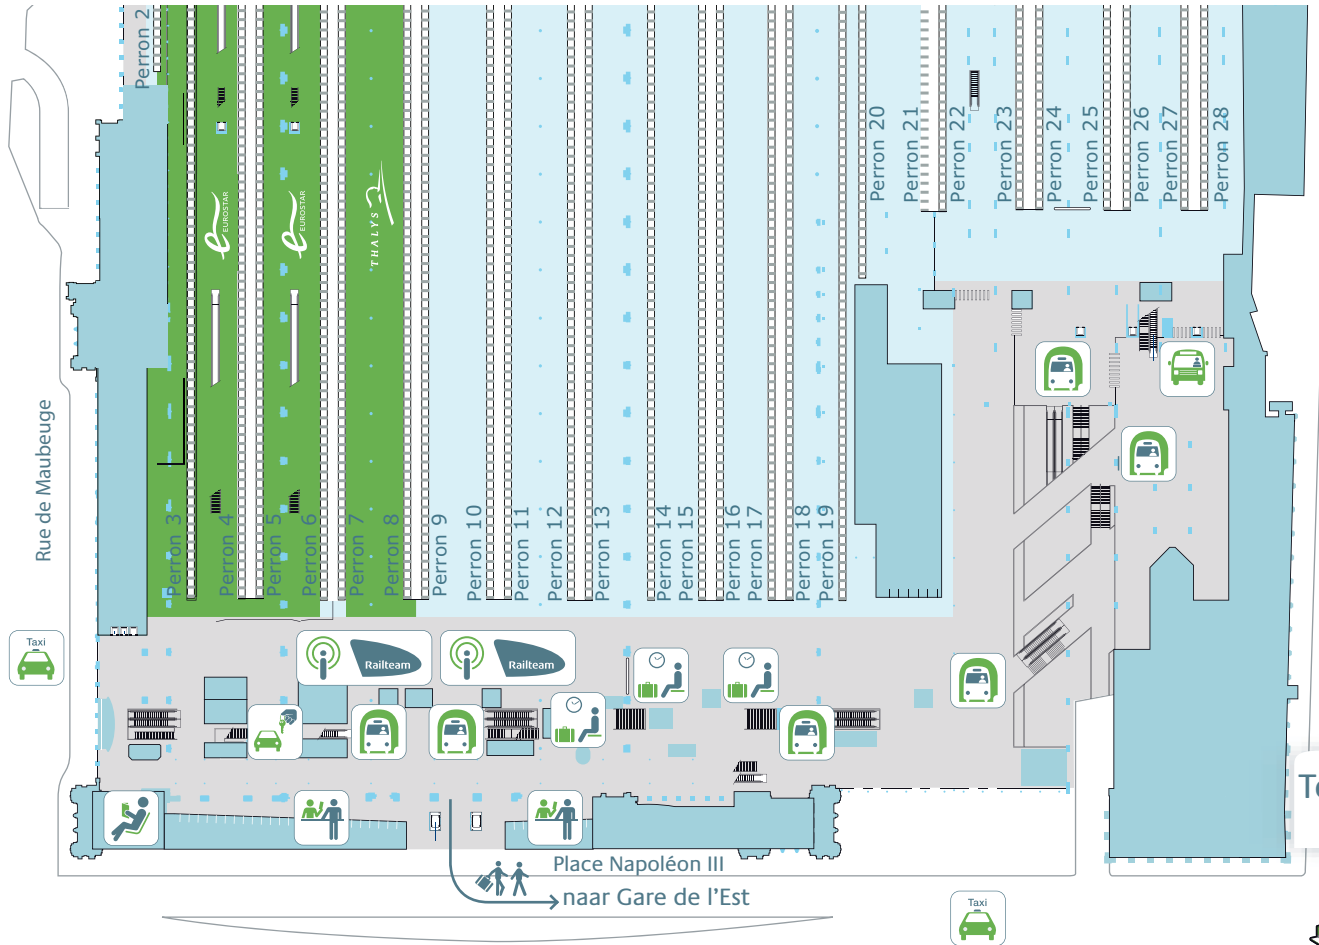 Perron 2
Perron 3
Perron 4
Perron 5
Perron 6
Perron 7
Perron 8
Perron 9
Perron 10
Perron 11
Perron 12
Perron 13
Perron 14
Perron 15
Perron 16
Perron 17
Perron 18
Perron 19
Perron 20
Perron 21
Perron 22
Perron 23
Perron 24
Perron 25
Perron 26
Perron 27
Perron 28
EUROSTAR
EUROSTAR
THALYS
Rue de Maubeuge
Taxi
Railteam
Railteam
Place Napoléon III
naar Gare de l'Est
Taxi